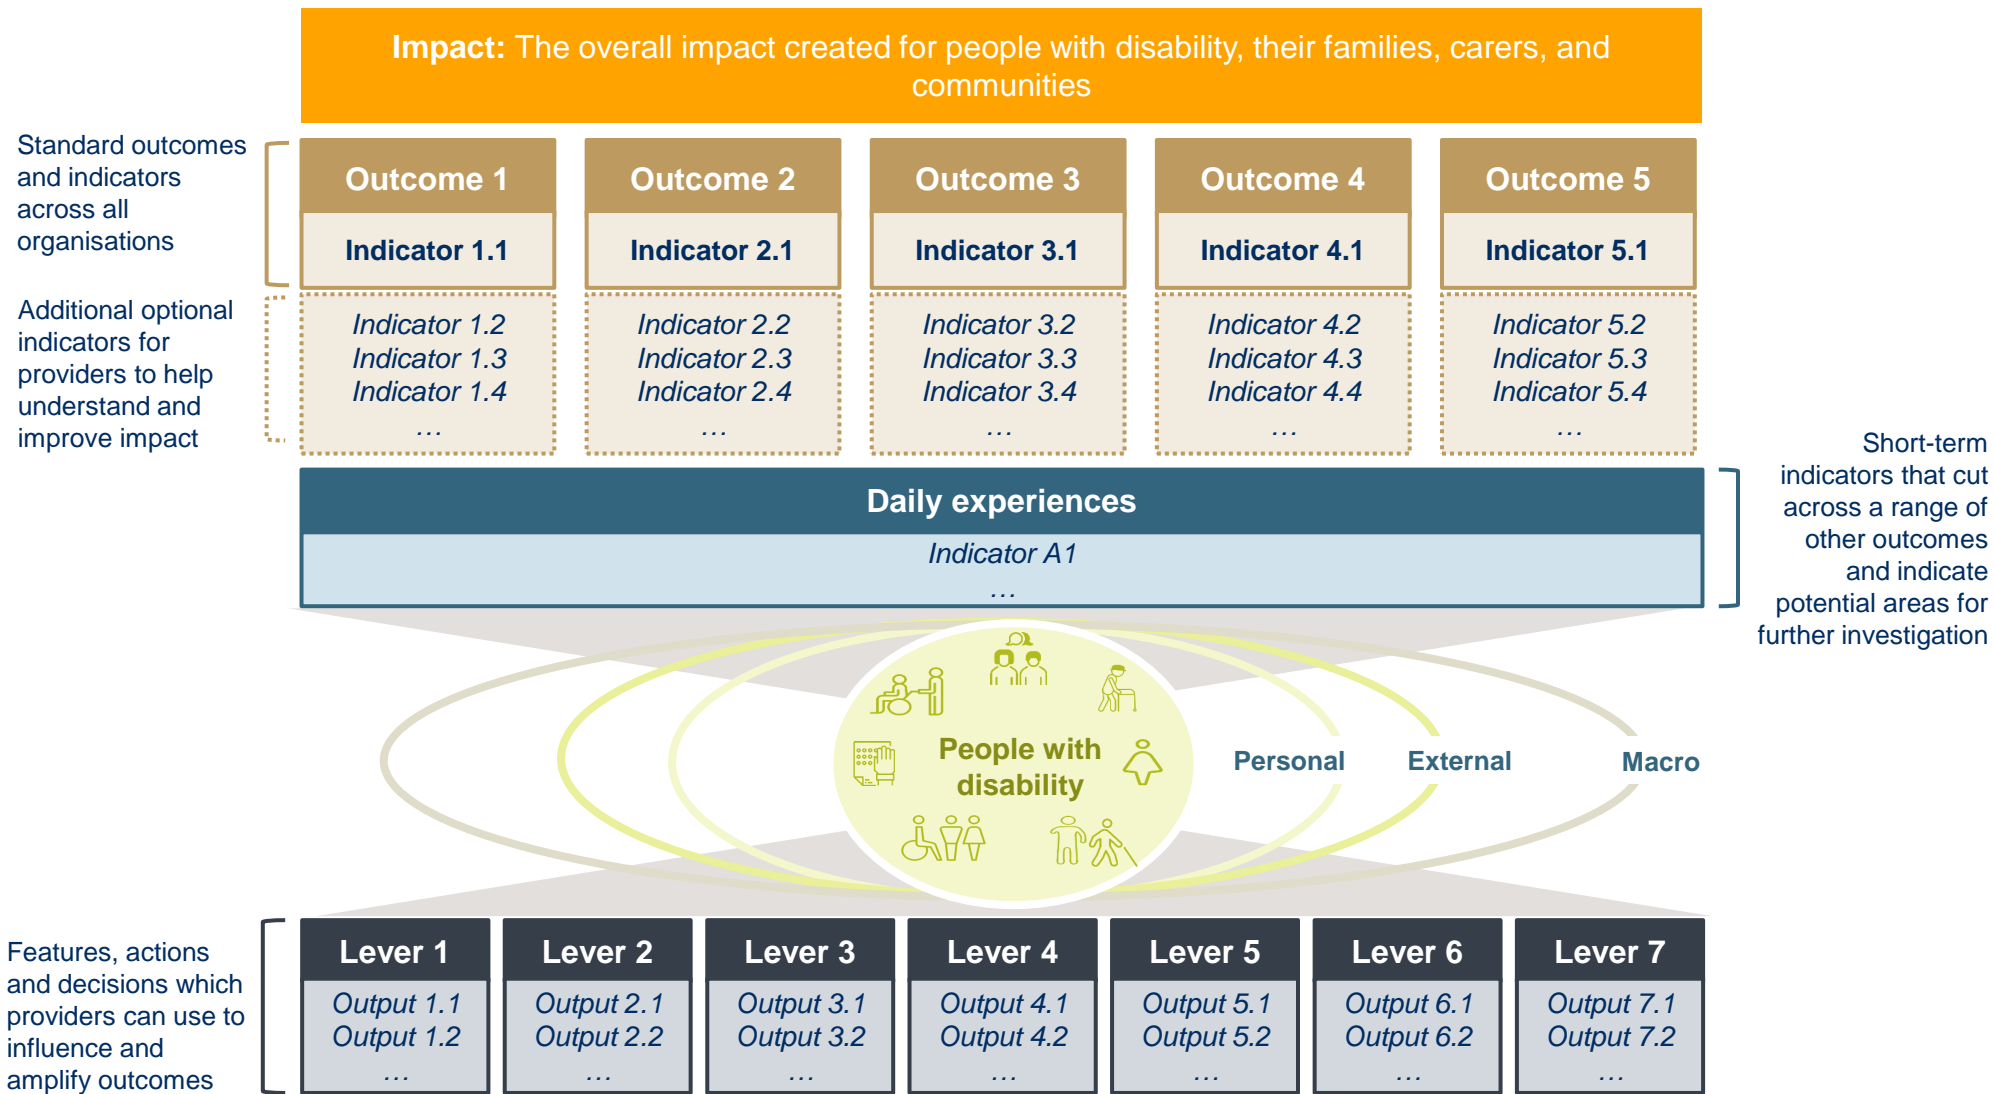 Impact: The overall impact created for people with disability, their families, carers, and
communities
Standard outcomes
and indicators
across all
organisations
Outcome 1
Outcome 2
Outcome 3
Outcome 4
Outcome 5
Indicator 1.1
Indicator 2.1
Indicator 3.1
Indicator 4.1
Indicator 5.1
Additional optional
indicators for
providers to help
understand and
improve impact
Indicator 1.2
Indicator 1.3
Indicator 1.4
…
Indicator 2.2
Indicator 2.3
Indicator 2.4
…
Indicator 3.2
Indicator 3.3
Indicator 3.4
…
Indicator 4.2
Indicator 4.3
Indicator 4.4
…
Indicator 5.2
Indicator 5.3
Indicator 5.4
…
Daily experiences
Indicator A1
…
Short-term
indicators that cut
across a range of
other outcomes
and indicate
potential areas for
further investigation
People with
disability
Personal
External
Macro
Features, actions
and decisions which
providers can use to
influence and
amplify outcomes
Lever 1
Output 1.1
Output 1.2
…
Lever 2
Output 2.1
Output 2.2
…
Lever 3
Output 3.1
Output 3.2
…
Lever 4
Output 4.1
Output 4.2
…
Lever 5
Output 5.1
Output 5.2
…
Lever 6
Output 6.1
Output 6.2
…
Lever 7
Output 7.1
Output 7.2
…